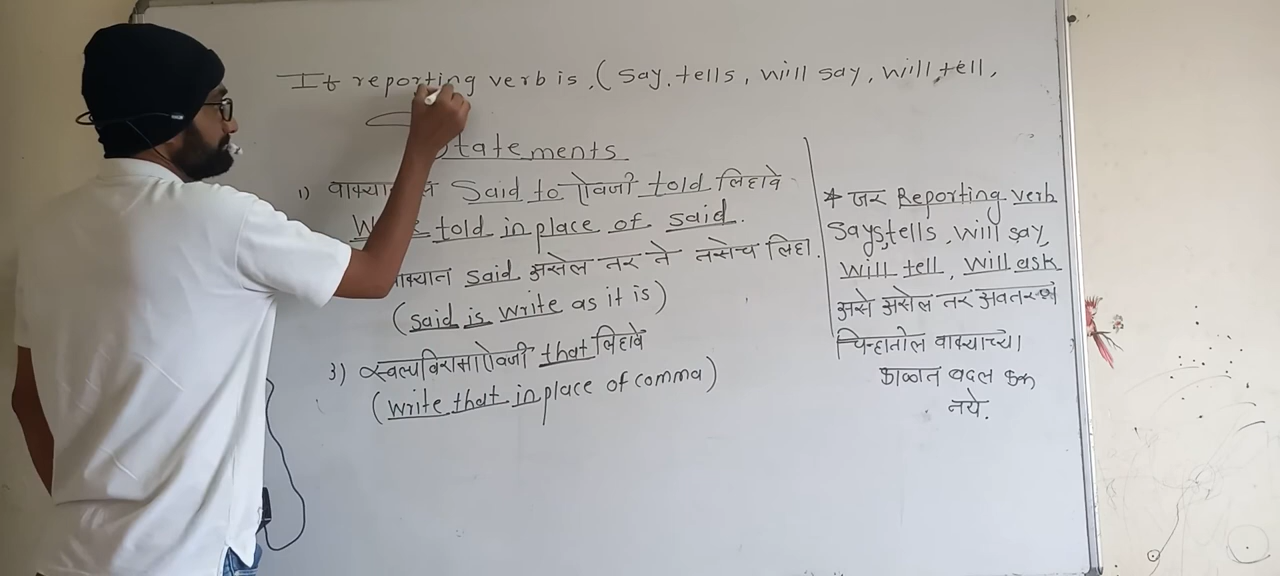 If reporting verb is, (say, tells, will say, will tell,
Statements
1) वाक्या Said to ऐवजी told लिहावे
told in place of said.
said असेल तर ते तसेच लिहा.
(said is write as it is)
3) स्वल्पविरामाऐवजी that लिहावे
(write that in place of comma)
* जर Reporting verb
Says, tells, will say,
will tell, will ask
असे असेल तर अवतरण
चिन्हातील वाक्याच्या
काळात बदल करू
नये.